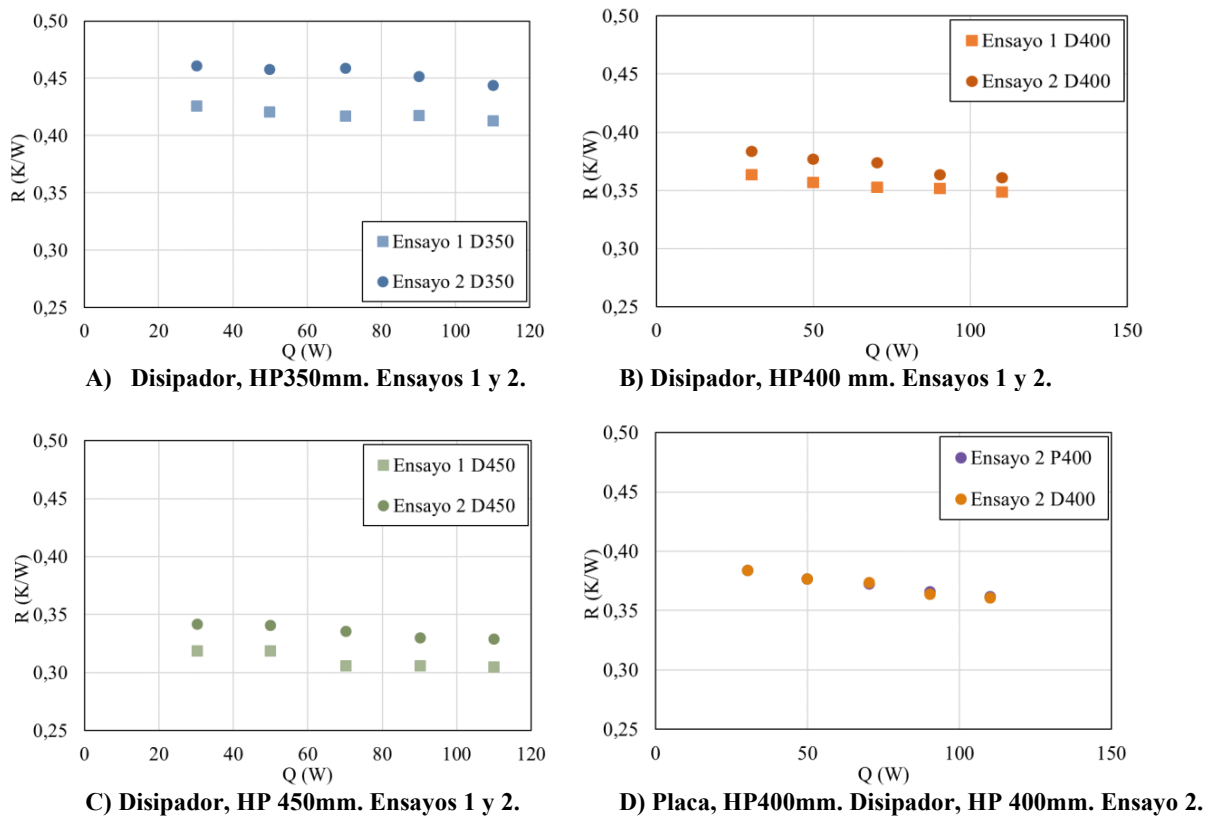 0,50
0,45
0,40
0,35
0,30
0,25
R (K/W)
Ensayo 1 D350
Ensayo 2 D350
0 20 40 60 80 100 120
Q (W)
A) Disipador, HP350mm. Ensayos 1 y 2.
0,50
0,45
0,40
0,35
0,30
0,25
R (K/W)
Ensayo 1 D400
Ensayo 2 D400
0 50 100 150
Q (W)
B) Disipador, HP400 mm. Ensayos 1 y 2.
0,50
0,45
0,40
0,35
0,30
0,25
R (K/W)
Ensayo 1 D450
Ensayo 2 D450
0 20 40 60 80 100 120
Q (W)
C) Disipador, HP 450mm. Ensayos 1 y 2.
0,50
0,45
0,40
0,35
0,30
0,25
R (K/W)
Ensayo 2 P400
Ensayo 2 D400
0 50 100 150
Q (W)
D) Placa, HP400mm. Disipador, HP 400mm. Ensayo 2.